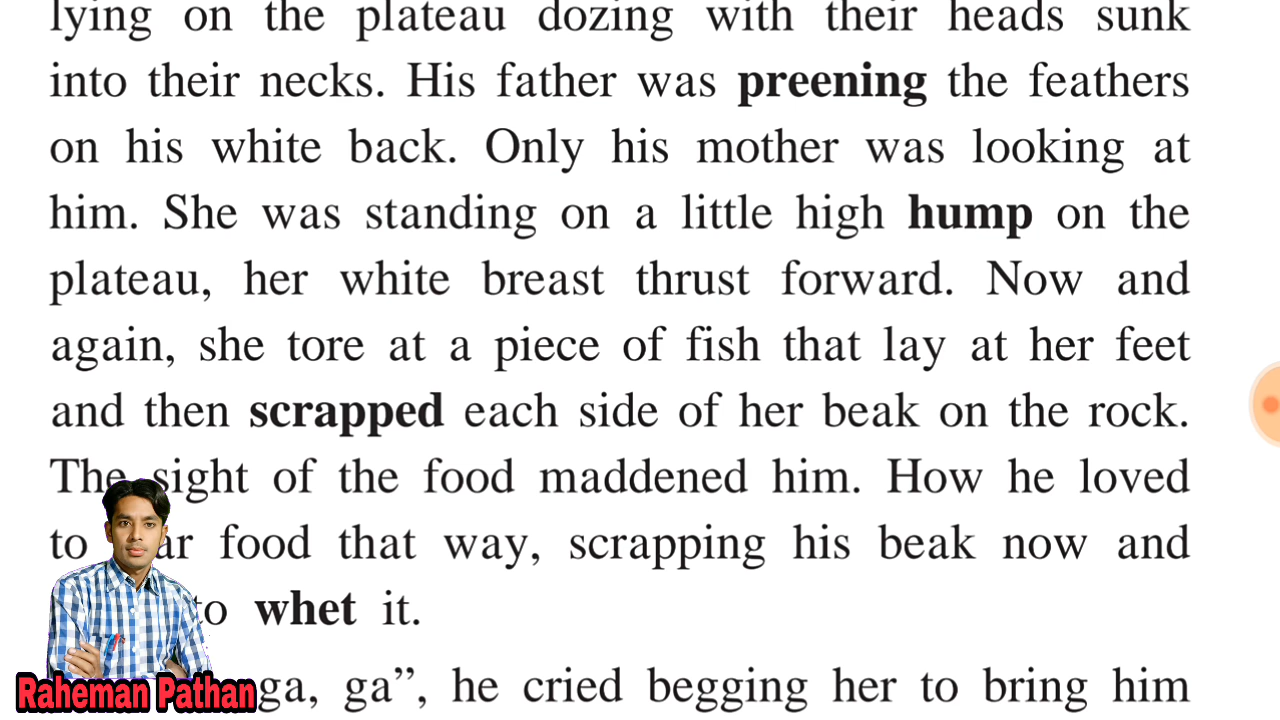 lying on the plateau dozing with their heads sunk
into their necks. His father was preening the feathers
on his white back. Only his mother was looking at
him. She was standing on a little high hump on the
plateau, her white breast thrust forward. Now and
again, she tore at a piece of fish that lay at her feet
and then scrapped each side of her beak on the rock.
The sight of the food maddened him. How he loved
to food that way, scrapping his beak now and
to whet it.
ga, ga”, he cried begging her to bring him
Raheman Pathan